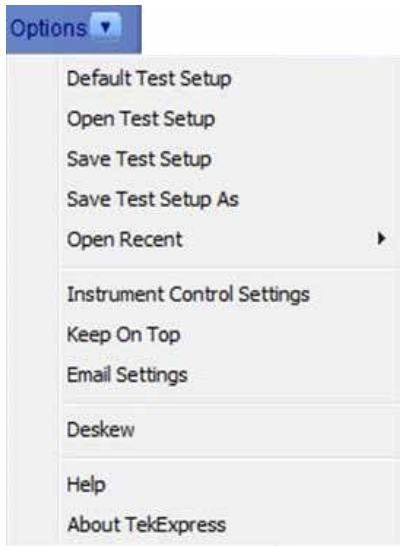 Options
Default Test Setup
Open Test Setup
Save Test Setup
Save Test Setup As
Open Recent
Instrument Control Settings
Keep On Top
Email Settings
Deskew
Help
About TekExpress